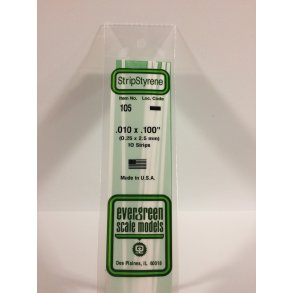 StripStyrene
Item No. Loc. Code
105
.010 x .100"
(0.25 x 2.5 mm)
10 Strips
Made in U.S.A.
evergreen
scale models
Des Plaines, IL 60018